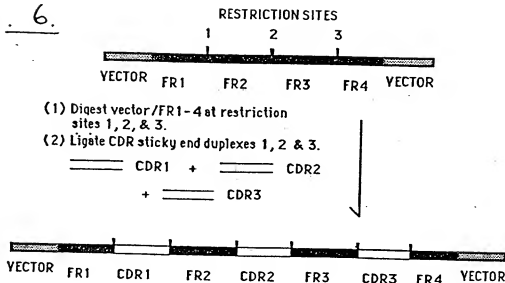 . 6.
RESTRICTION SITES
1 2 3
VECTOR FR1 FR2 FR3 FR4 VECTOR
(1) Digest vector/FR1-4 at restriction
sites 1, 2, & 3.
(2) Ligate CDR sticky end duplexes 1, 2 & 3.
CDR1 + CDR2
+ CDR3
VECTOR FR1 CDR1 FR2 CDR2 FR3 CDR3 FR4 VECTOR